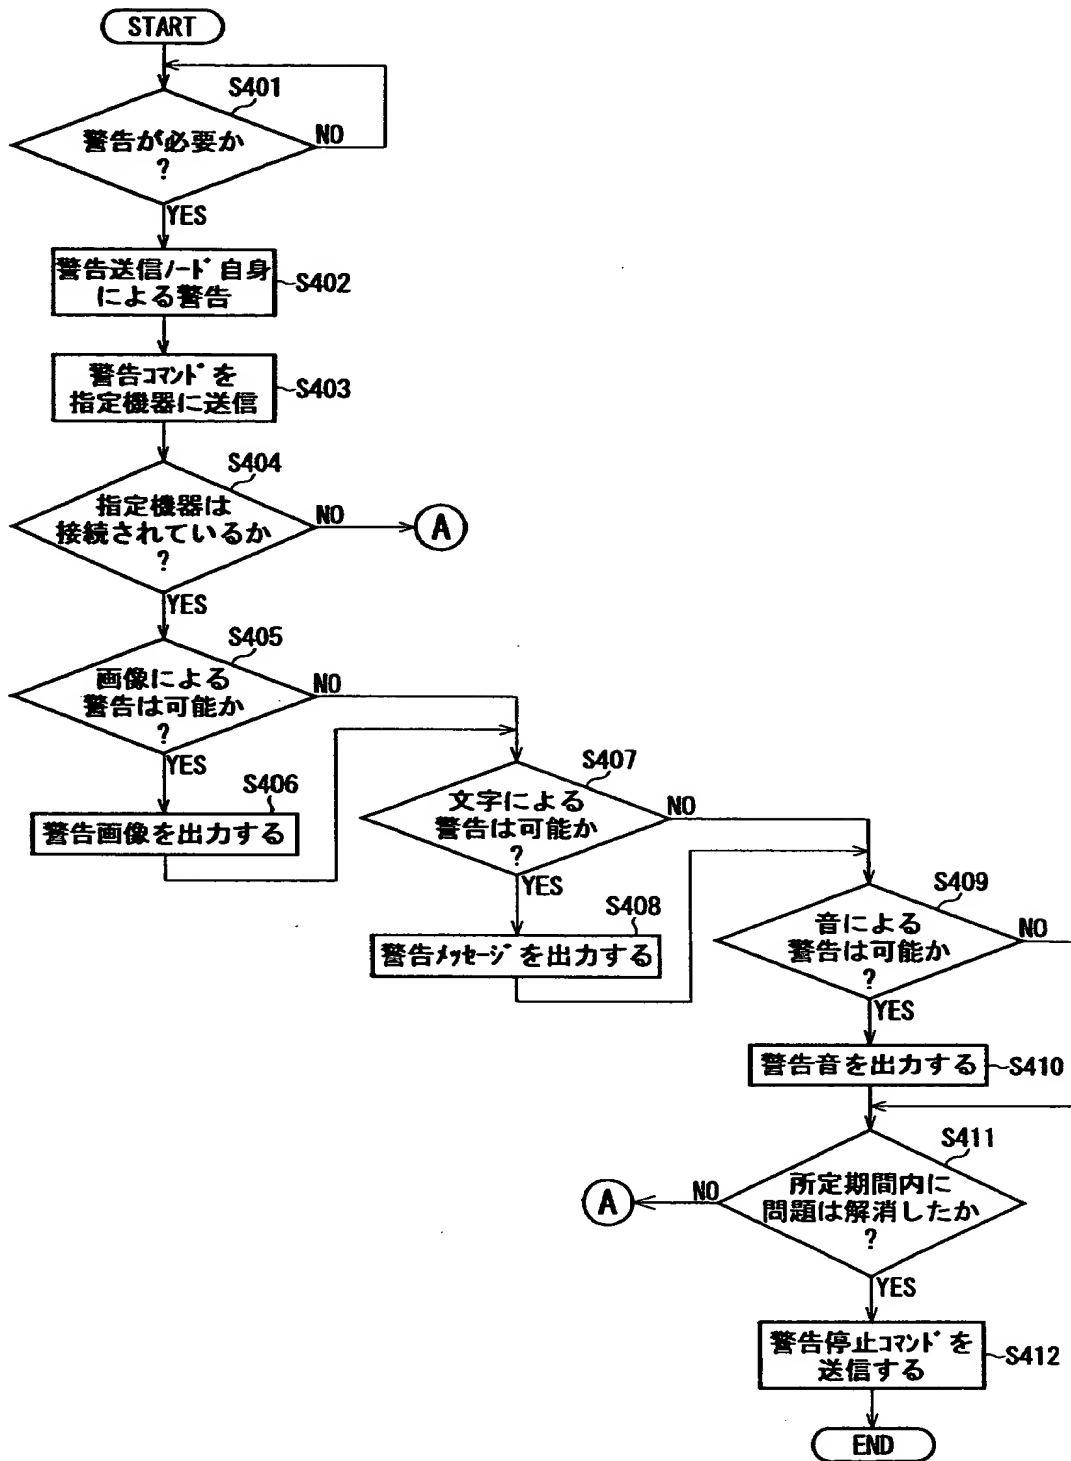 START
S401
警告が必要か
?
NO
YES
警告送信ﾉｰﾄﾞ自身
による警告
S402
警告ｺﾏﾝﾄﾞを
指定機器に送信
S403
S404
指定機器は
接続されているか
?
NO
A
YES
S405
画像による
警告は可能か
?
NO
YES
S406
警告画像を出力する
S407
文字による
警告は可能か
?
NO
YES
S408
警告ﾒｯｾｰｼﾞを出力する
S409
音による
警告は可能か
?
NO
YES
警告音を出力する
S410
S411
所定期間内に
問題は解消したか
?
NO
A
YES
警告停止ｺﾏﾝﾄﾞを
送信する
S412
END